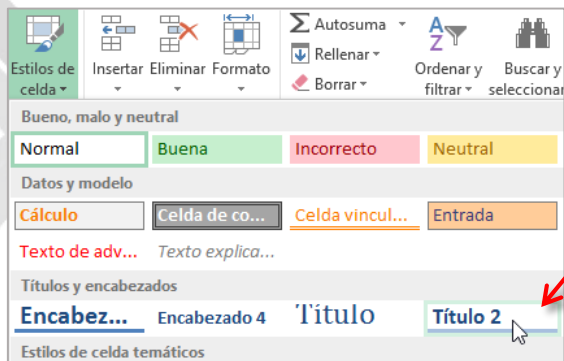 Estilos de celda
Insertar Eliminar Formato
Autosuma
Rellenar
Borrar
Ordenar y filtrar
Buscar y seleccionar
Bueno, malo y neutral
Normal Buena Incorrecto Neutral
Datos y modelo
Cálculo Celda de co... Celda vincul... Entrada
Texto de adv... Texto explica...
Títulos y encabezados
Encabez... Encabezado 4 Título Título 2
Estilos de celda temáticos